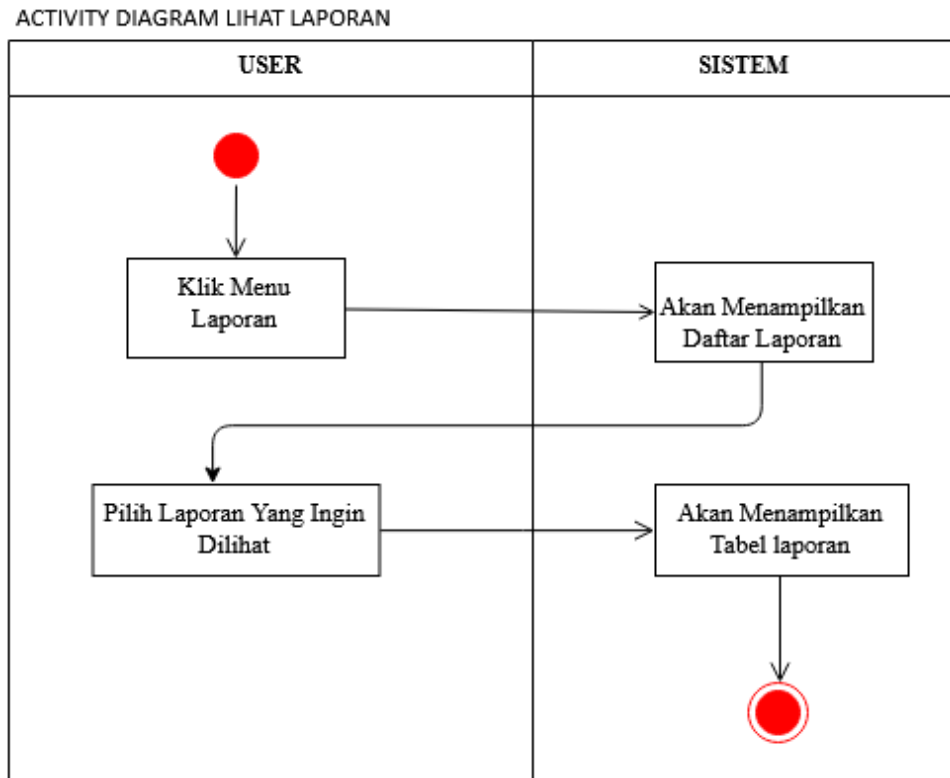 ACTIVITY DIAGRAM LIHAT LAPORAN
USER
SISTEM
Klik Menu
Laporan
Akan Menampilkan
Daftar Laporan
Pilih Laporan Yang Ingin
Dilihat
Akan Menampilkan
Tabel laporan